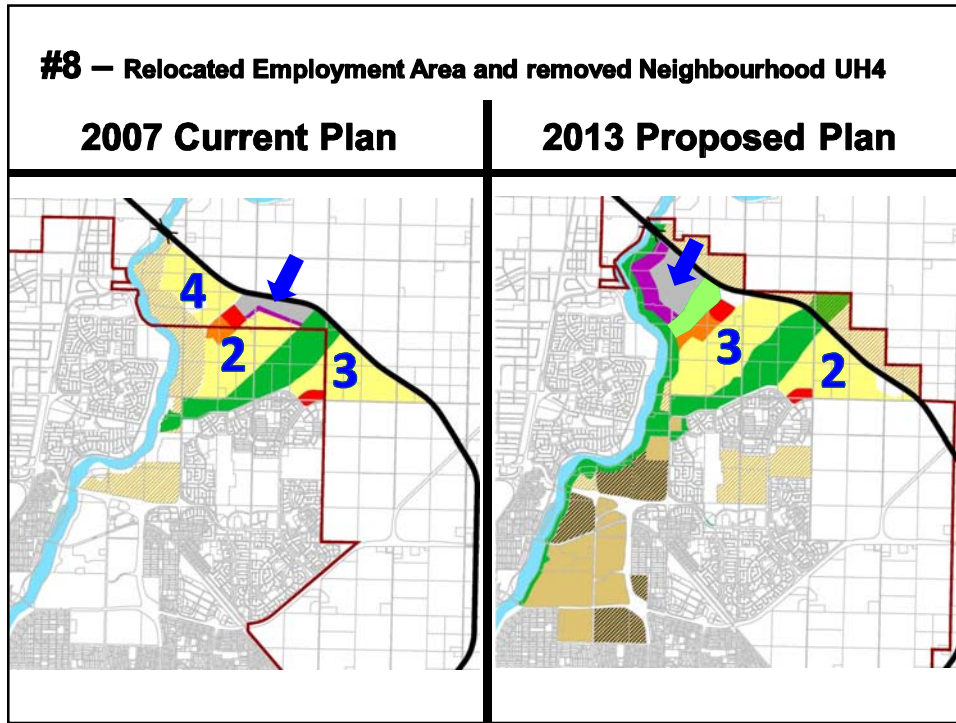 #8 – Relocated Employment Area and removed Neighbourhood UH4
2007 Current Plan
2013 Proposed Plan
4
2
3
3
2